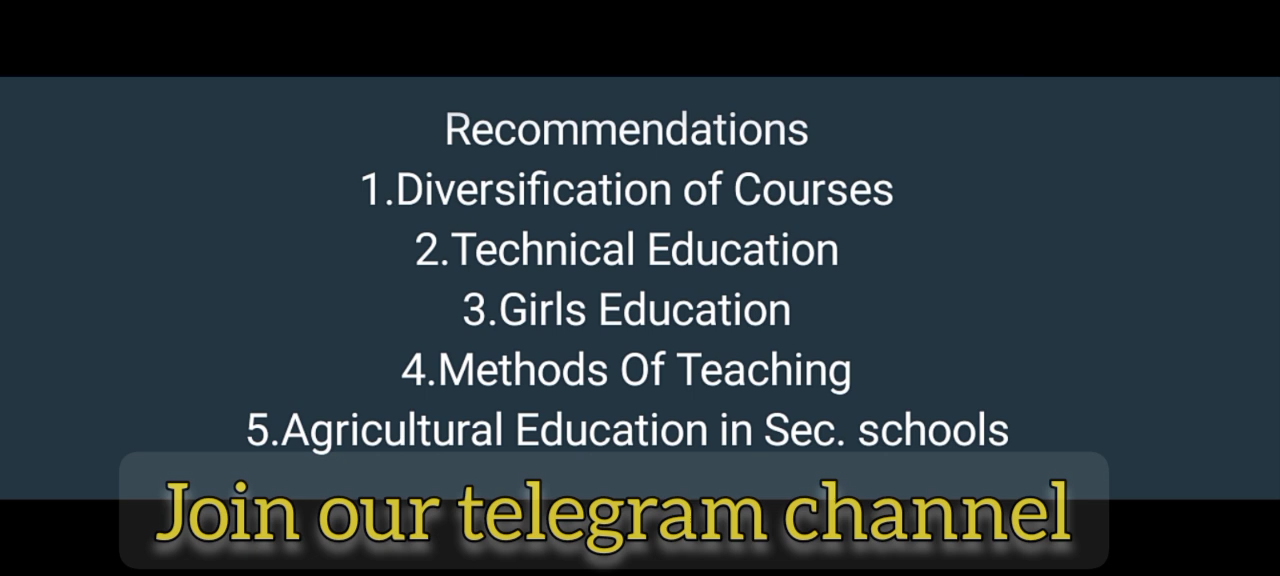 Recommendations
1.Diversification of Courses
2.Technical Education
3.Girls Education
4.Methods Of Teaching
5.Agricultural Education in Sec. schools
Join our telegram channel